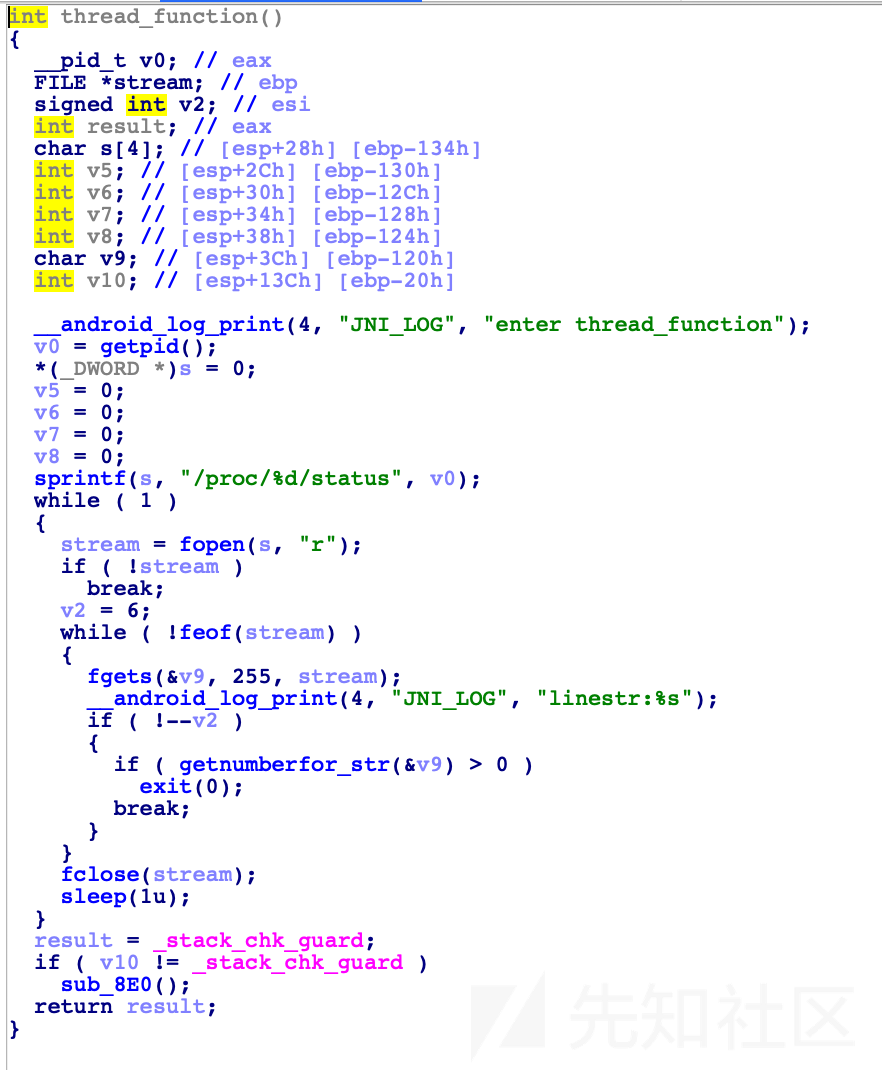 int thread_function()
{
  __pid_t v0; // eax
  FILE *stream; // ebp
  signed int v2; // esi
  int result; // eax
  char s[4]; // [esp+28h] [ebp-134h]
  int v5; // [esp+2Ch] [ebp-130h]
  int v6; // [esp+30h] [ebp-12Ch]
  int v7; // [esp+34h] [ebp-128h]
  int v8; // [esp+38h] [ebp-124h]
  char v9; // [esp+3Ch] [ebp-120h]
  int v10; // [esp+13Ch] [ebp-20h]

  __android_log_print(4, "JNI_LOG", "enter thread_function");
  v0 = getpid();
  *(_DWORD *)s = 0;
  v5 = 0;
  v6 = 0;
  v7 = 0;
  v8 = 0;
  sprintf(s, "/proc/%d/status", v0);
  while ( 1 )
  {
    stream = fopen(s, "r");
    if ( !stream )
      break;
    v2 = 6;
    while ( !feof(stream) )
    {
      fgets(&v9, 255, stream);
      __android_log_print(4, "JNI_LOG", "linestr:%s");
      if ( !--v2 )
      {
        if ( getnumberfor_str(&v9) > 0 )
          exit(0);
        break;
      }
    }
    fclose(stream);
    sleep(1u);
  }
  result = _stack_chk_guard;
  if ( v10 != _stack_chk_guard )
    sub_8E0();
  return result;
}
先知社区